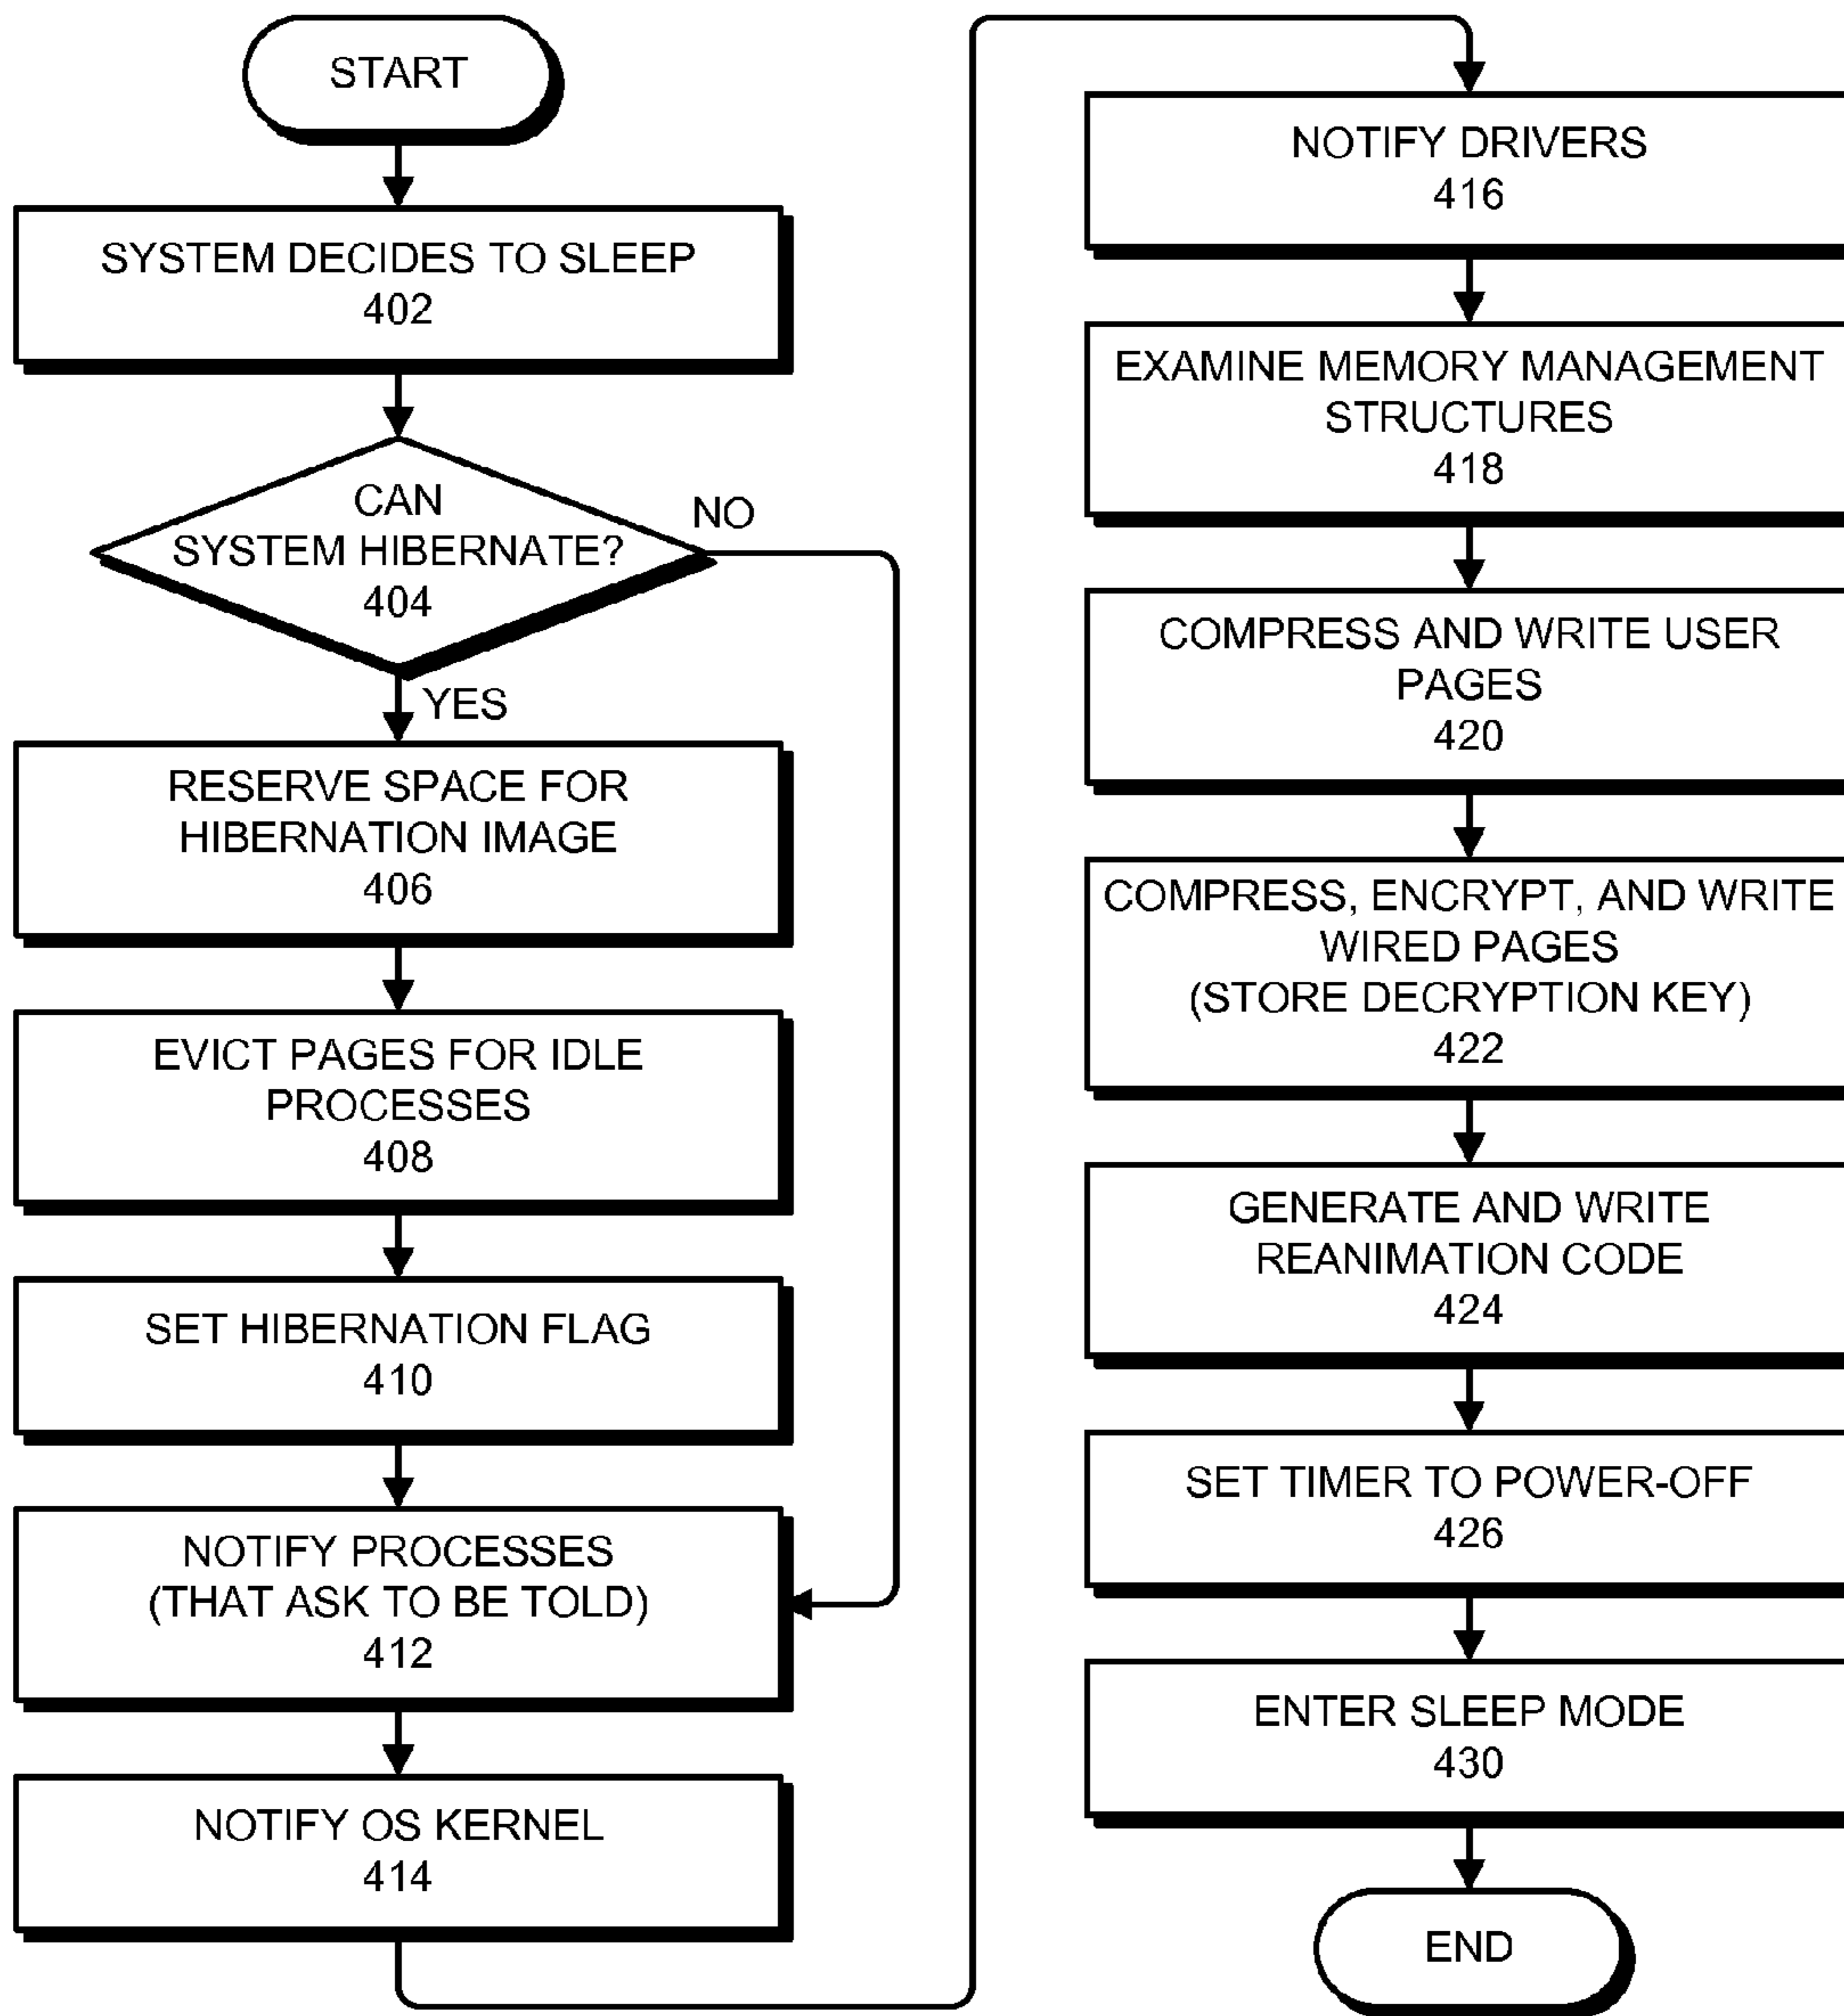 START
SYSTEM DECIDES TO SLEEP
402
CAN
SYSTEM HIBERNATE?
404
NO
YES
RESERVE SPACE FOR
HIBERNATION IMAGE
406
EVICT PAGES FOR IDLE
PROCESSES
408
SET HIBERNATION FLAG
410
NOTIFY PROCESSES
(THAT ASK TO BE TOLD)
412
NOTIFY OS KERNEL
414
NOTIFY DRIVERS
416
EXAMINE MEMORY MANAGEMENT
STRUCTURES
418
COMPRESS AND WRITE USER
PAGES
420
COMPRESS, ENCRYPT, AND WRITE
WIRED PAGES
(STORE DECRYPTION KEY)
422
GENERATE AND WRITE
REANIMATION CODE
424
SET TIMER TO POWER-OFF
426
ENTER SLEEP MODE
430
END